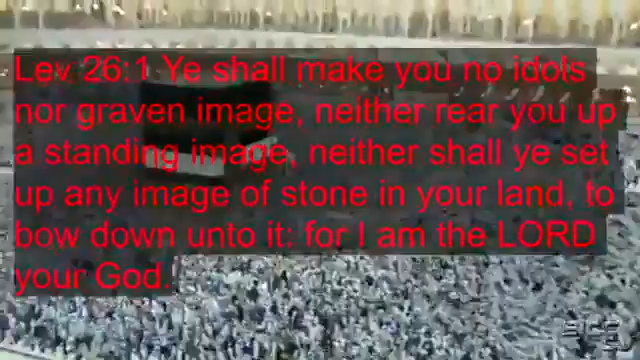 Lev 26:1 Ye shall make you no idols
nor graven image, neither rear you up
a standing image, neither shall ye set
up any image of stone in your land, to
bow down unto it: for I am the LORD
your God.